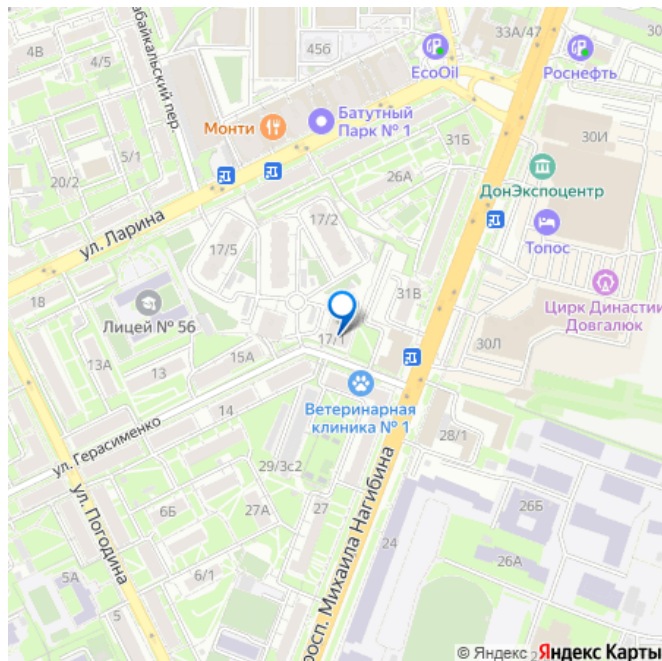 4В
4/5
абайкальский пер.
45б
EcoOil
33А/47
Роснефть
Монти
Батутный
Парк № 1
31Б
30И
5/1
20/2
26А
ДонЭкспоцентр
ул. Ларина
17/2
17/5
Топос
18
Лицей № 56
31В
Цирк Династии
Довгалюк
17/1
30Л
13А
13
15А
14
Ветеринарная
клиника № 1
28/1
ул. Герасименко
29/3с2
ул. Погодина
6Б
27А
27
просп. Михаила Нагибина
24
26Б
26А
5А
6/1
5
© Яндекс
2
Яндекс Карты